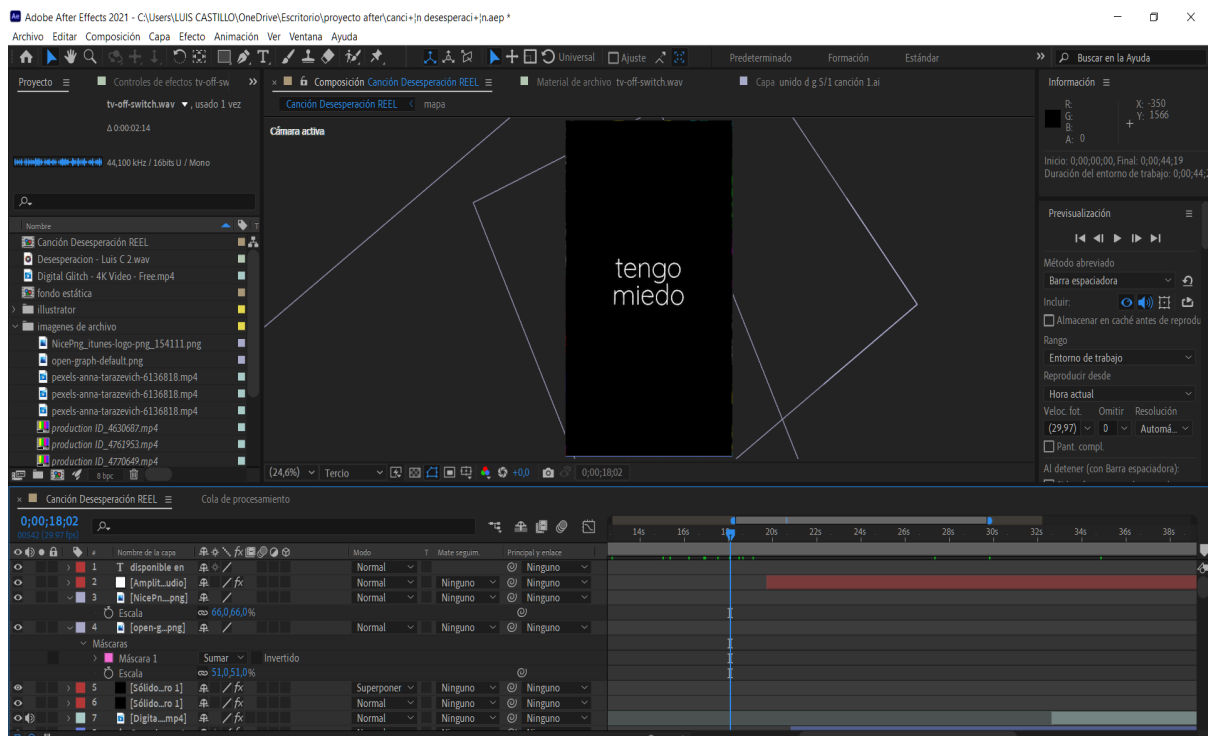 Adobe After Effects 2021 - C:\Users\LUIS CASTILLO\OneDrive\Escritorio\proyecto after\canci+¦n desesperaci+¦n.aep *
Archivo Editar Composición Capa Efecto Animación Ver Ventana Ayuda
Universal Ajuste Predeterminado Formación Estándar Buscar en la Ayuda
Proyecto Controles de efectos tv-off-sw Composición Canción Desesperación REEL Material de archivo tv-off-switch.wav Capa unido d g 5/1 canción 1.ai Información
tv-off-switch.wav , usado 1 vez
Canción Desesperación REEL mapa
Δ 0:00:02:14
Cámara activa
R: X: -350
G: Y: 1566
B:
A: 0
44,100 kHz / 16bits U / Mono
Inicio: 0;00;00;00, Final: 0;00;44;19
Duración del entorno de trabajo: 0;00;44;2
Nombre T
Canción Desesperación REEL
Desesperacion - Luis C 2.wav
Digital Glitch - 4K Video - Free.mp4
fondo estática
illustrator
imagenes de archivo
NicePng_itunes-logo-png_154111.png
open-graph-default.png
pexels-anna-tarazevich-6136818.mp4
pexels-anna-tarazevich-6136818.mp4
pexels-anna-tarazevich-6136818.mp4
production ID_4630687.mp4
production ID_4761953.mp4
production ID_4770649.mp4
8 bpc
tengo
miedo
(24,6%) Tercio +0,0 0;00;18;02
Previsualización
Método abreviado
Barra espaciadora
Incluir:
Almacenar en caché antes de reprodu
Rango
Entorno de trabajo
Reproducir desde
Hora actual
Veloc. fot. Omitir Resolución
(29,97) 0 Automá...
Pant. compl.
Al detener (con Barra espaciadora):
Canción Desesperación REEL Cola de procesamiento
0;00;18;02
00542 (29.97 fps)
14s 16s 18s 20s 22s 24s 26s 28s 30s 32s 34s 36s 38s
# Nombre de la capa Modo T Mate seguim. Principal y enlace
1 T disponible en Normal Ninguno
2 [Amplit...udio] Normal Ninguno Ninguno
3 [NicePn...png] Normal Ninguno Ninguno
Escala 66,0,66,0%
4 [open-g...png] Normal Ninguno Ninguno
Máscaras
Máscara 1 Sumar Invertido
Escala 51,0,51,0%
5 [Sólido...ro 1] Superponer Ninguno Ninguno
6 [Sólido...ro 1] Normal Ninguno Ninguno
7 [Digita...mp4] Normal Ninguno Ninguno